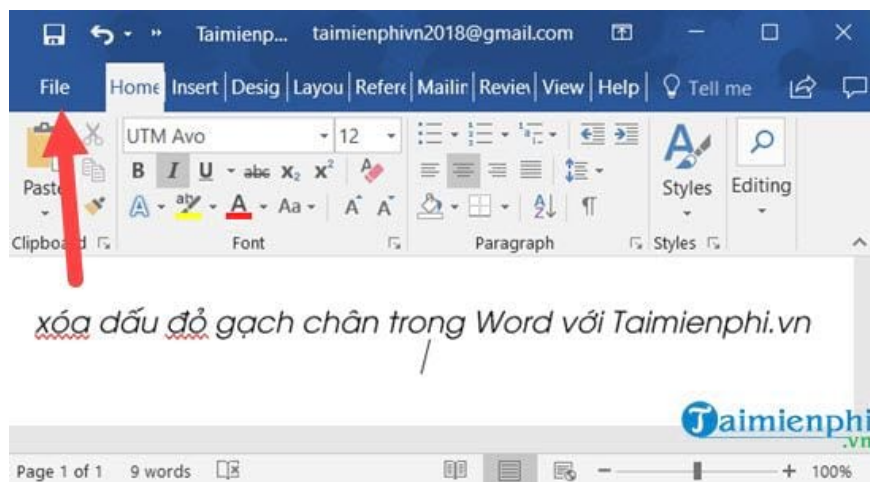 Taimienp... taimienphivn2018@gmail.com
File Home Insert Desig Layou Refere Mailin Review View Help Tell me
UTM Avo 12
B I U abc X₂ X²
Paste
A aby A Aa A A
Styles Editing
Clipboard Font Paragraph Styles
xóa dấu đỏ gạch chân trong Word với Taimienphi.vn
Taimienphi
.vn
Page 1 of 1 9 words 100%